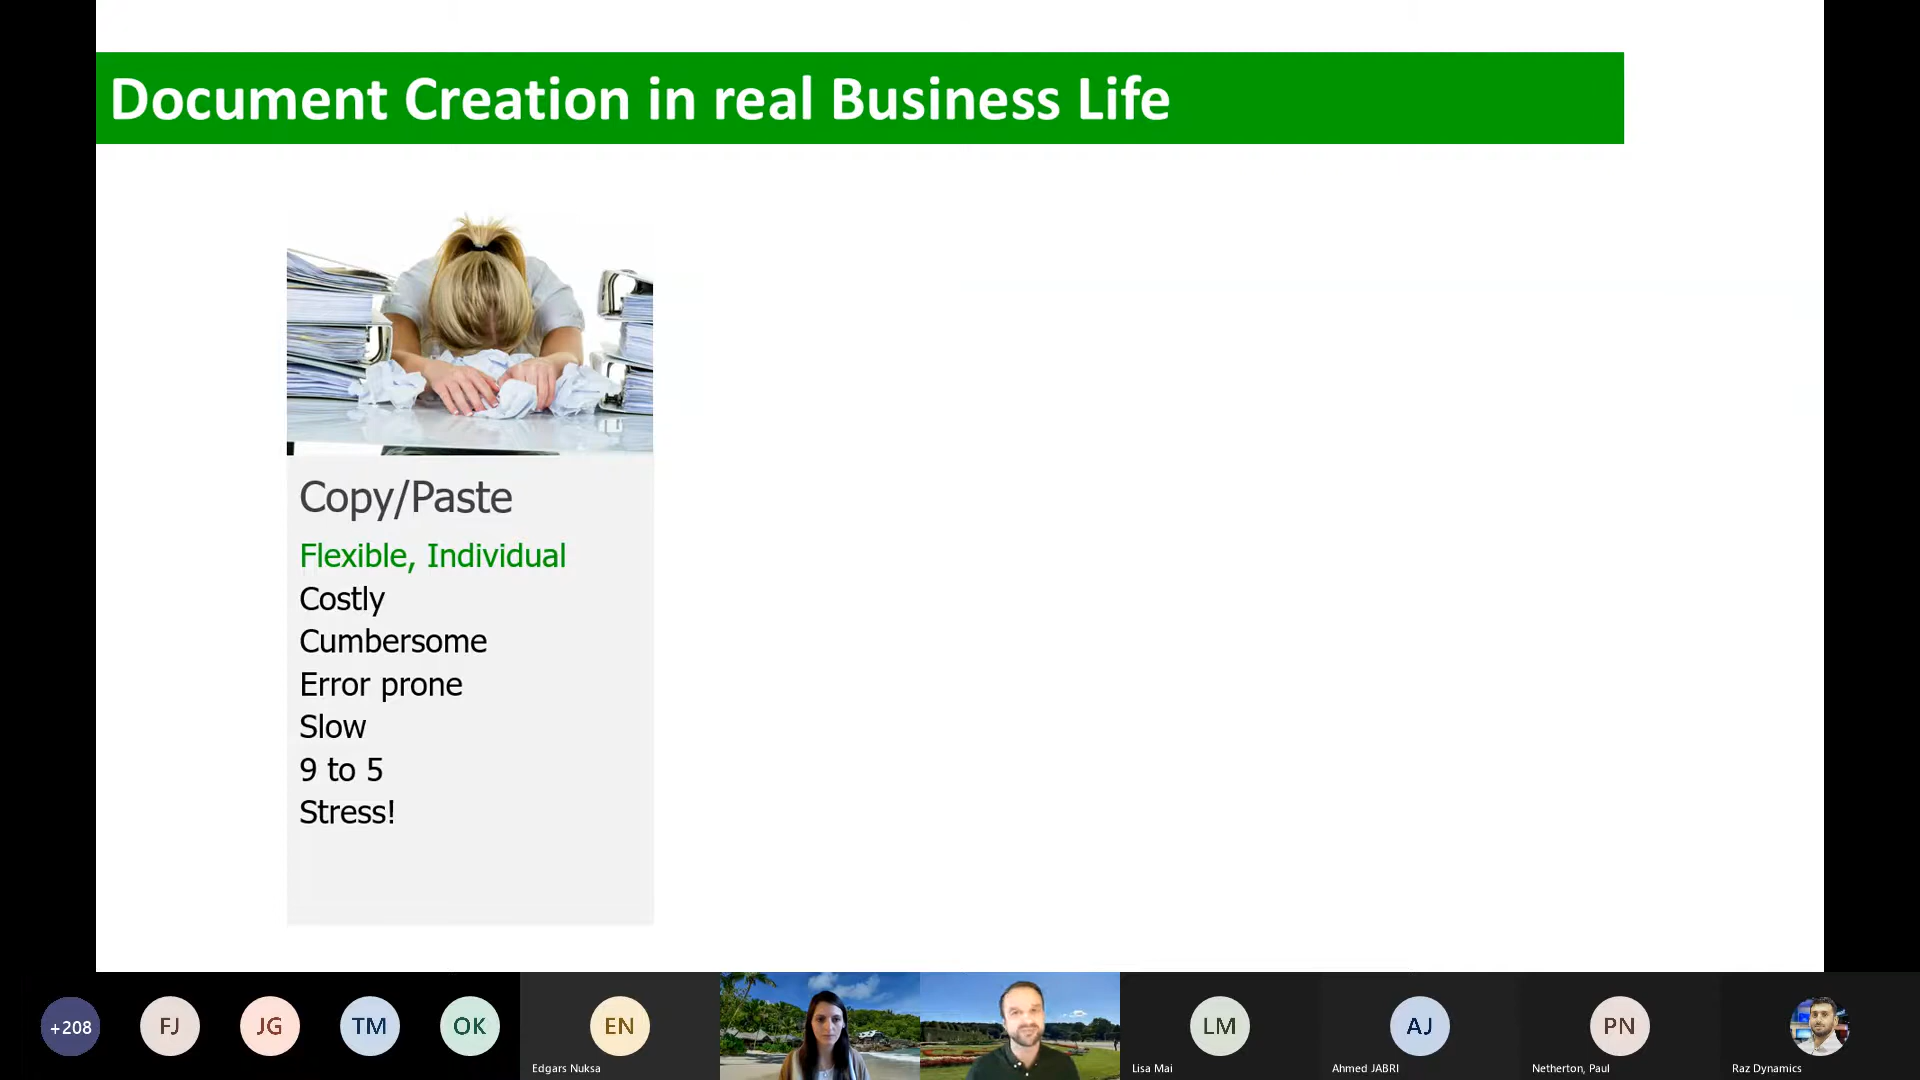 Document Creation in real Business Life
Copy/Paste
Flexible, Individual
Costly
Cumbersome
Error prone
Slow
9 to 5
Stress!
+208
FJ
JG
TM
OK
EN
LM
AJ
PN
Edgars Nuksa
Lisa Mai
Ahmed JABRI
Netherton, Paul
Raz Dynamics